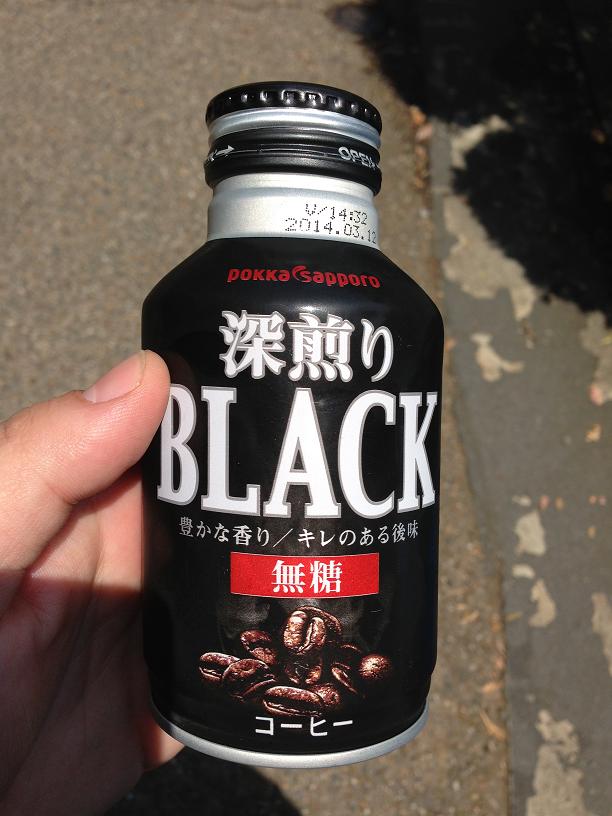 OPEN
V/14:32
2014.03.12
POKKA sapporo
深煎り
BLACK
豊かな香り／キレのある後味
無糖
コーヒー